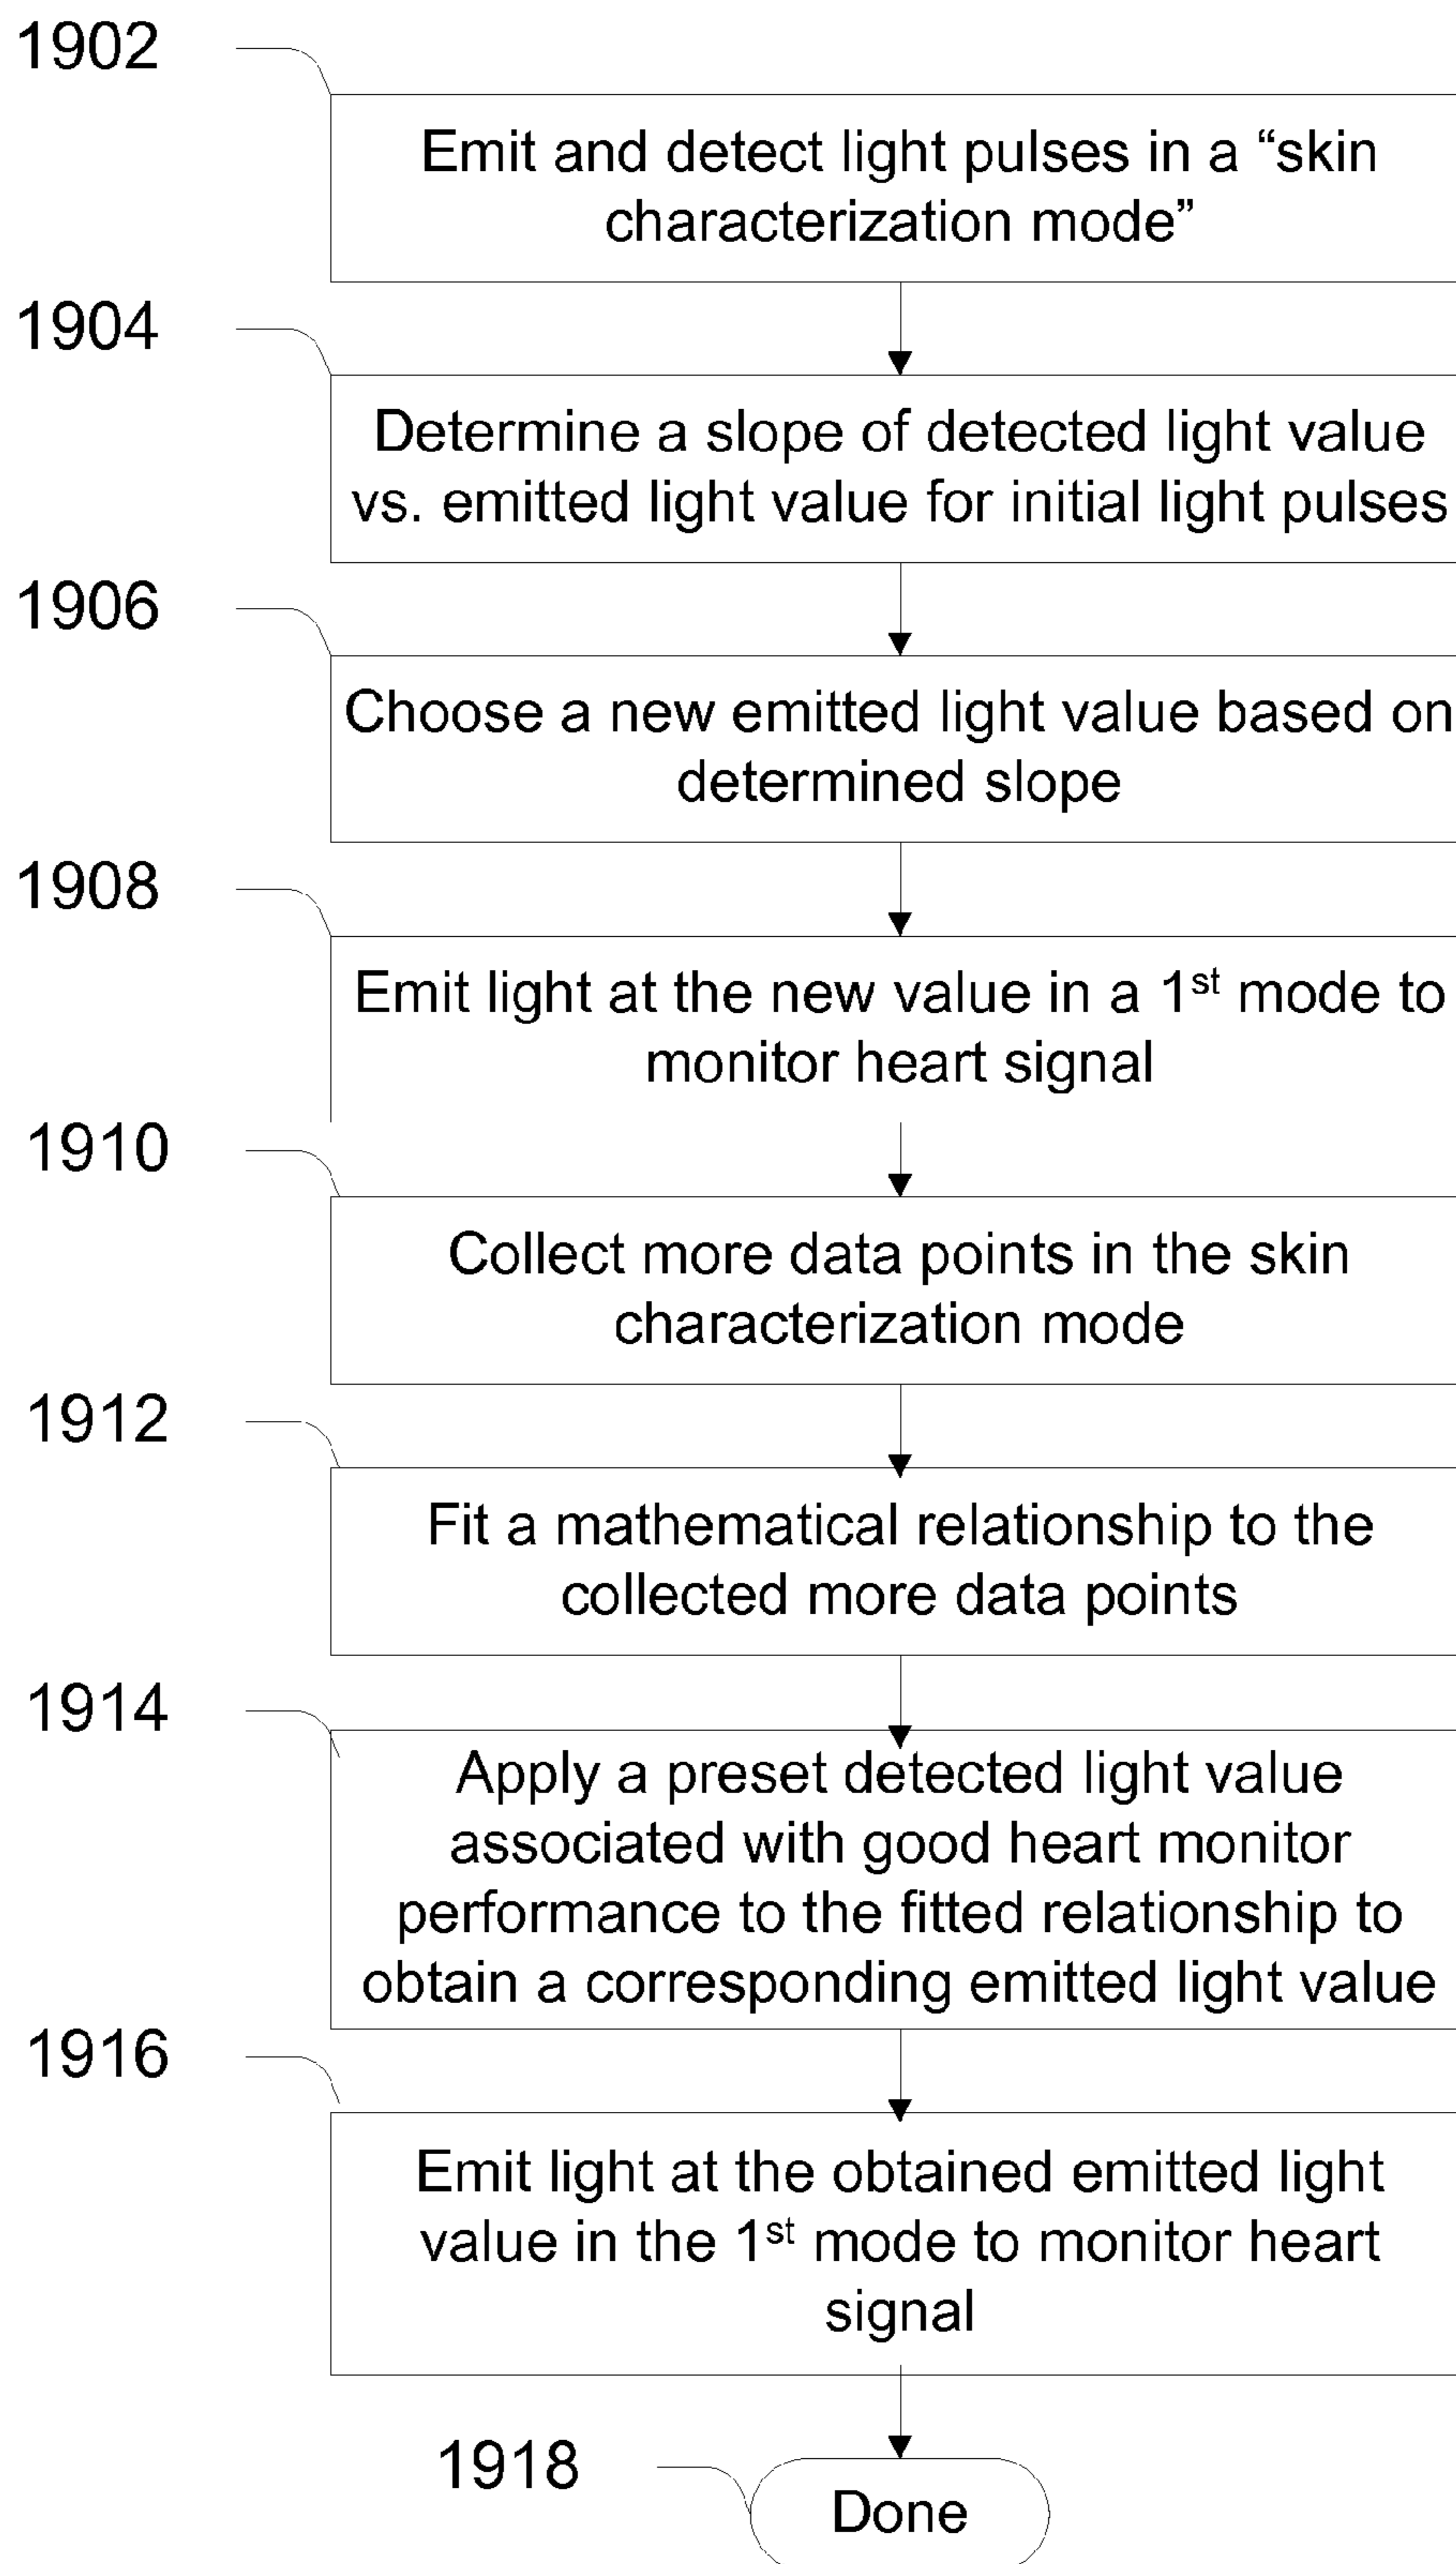 1902
Emit and detect light pulses in a “skin
characterization mode”
1904
Determine a slope of detected light value
vs. emitted light value for initial light pulses
1906
Choose a new emitted light value based on
determined slope
1908
Emit light at the new value in a 1st mode to
monitor heart signal
1910
Collect more data points in the skin
characterization mode
1912
Fit a mathematical relationship to the
collected more data points
1914
Apply a preset detected light value
associated with good heart monitor
performance to the fitted relationship to
obtain a corresponding emitted light value
1916
Emit light at the obtained emitted light
value in the 1st mode to monitor heart
signal
1918
Done